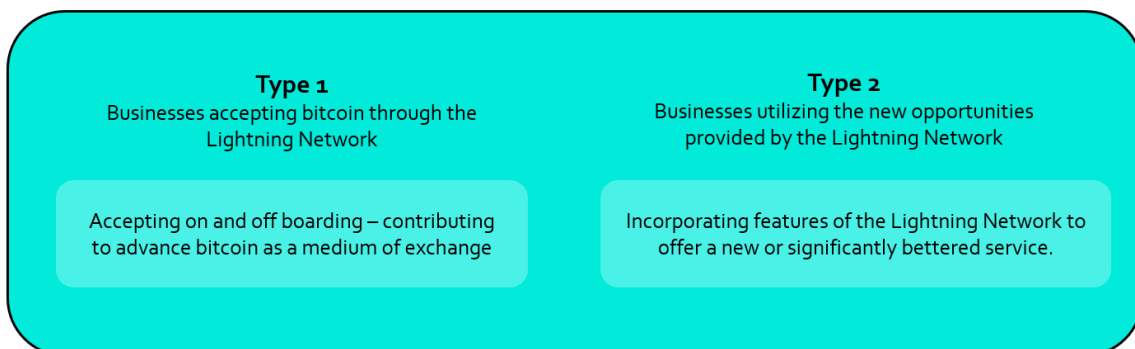 Type 1
Businesses accepting bitcoin through the
Lightning Network
Accepting on and off boarding – contributing
to advance bitcoin as a medium of exchange
Type 2
Businesses utilizing the new opportunities
provided by the Lightning Network
Incorporating features of the Lightning Network to
offer a new or significantly bettered service.